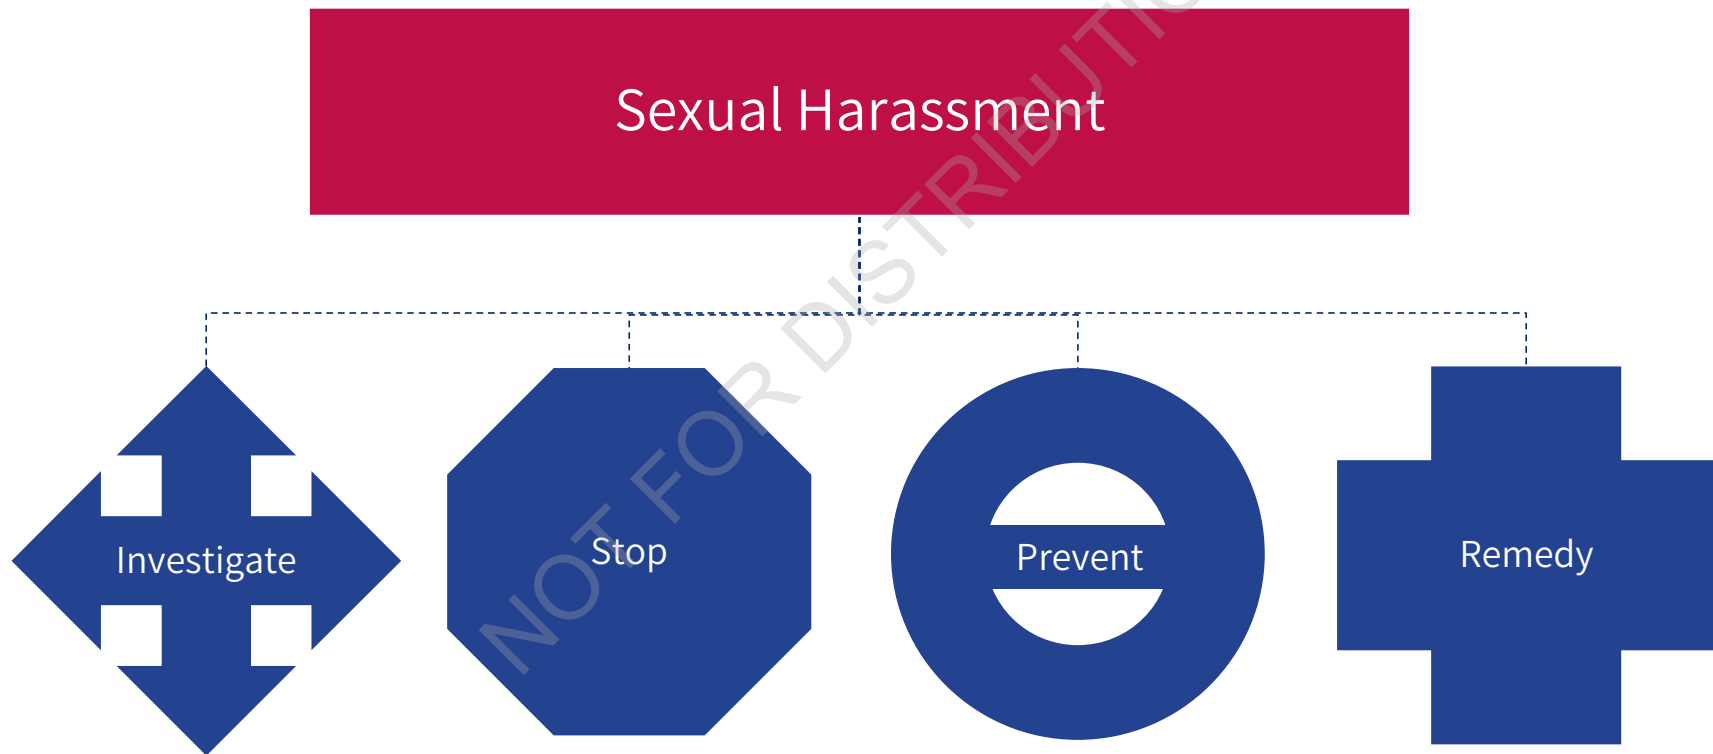 Sexual Harassment
Investigate
Stop
Prevent
Remedy
NOT FOR DISTRIBUTIO